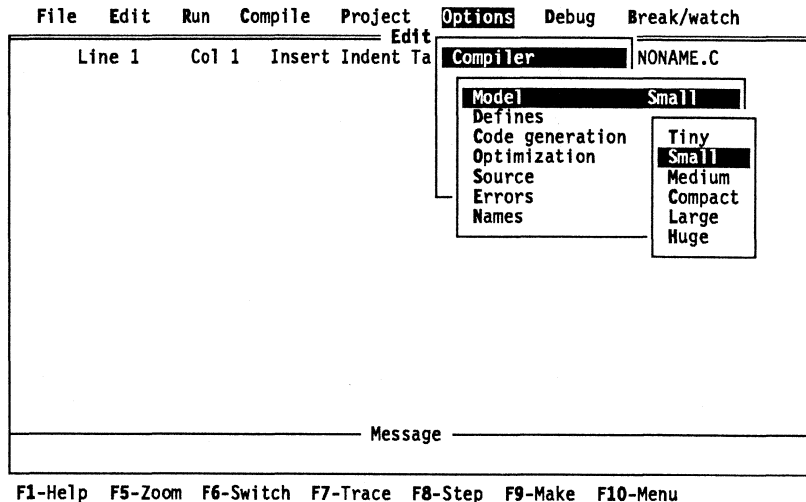 File Edit Run Compile Project Options Debug Break/watch
Edit
Line 1 Col 1 Insert Indent Ta Compiler NONAME.C
Model Small
Defines
Code generation Tiny
Optimization Small
Source Medium
Errors Compact
Names Large
Huge
Message
F1-Help F5-Zoom F6-Switch F7-Trace F8-Step F9-Make F10-Menu